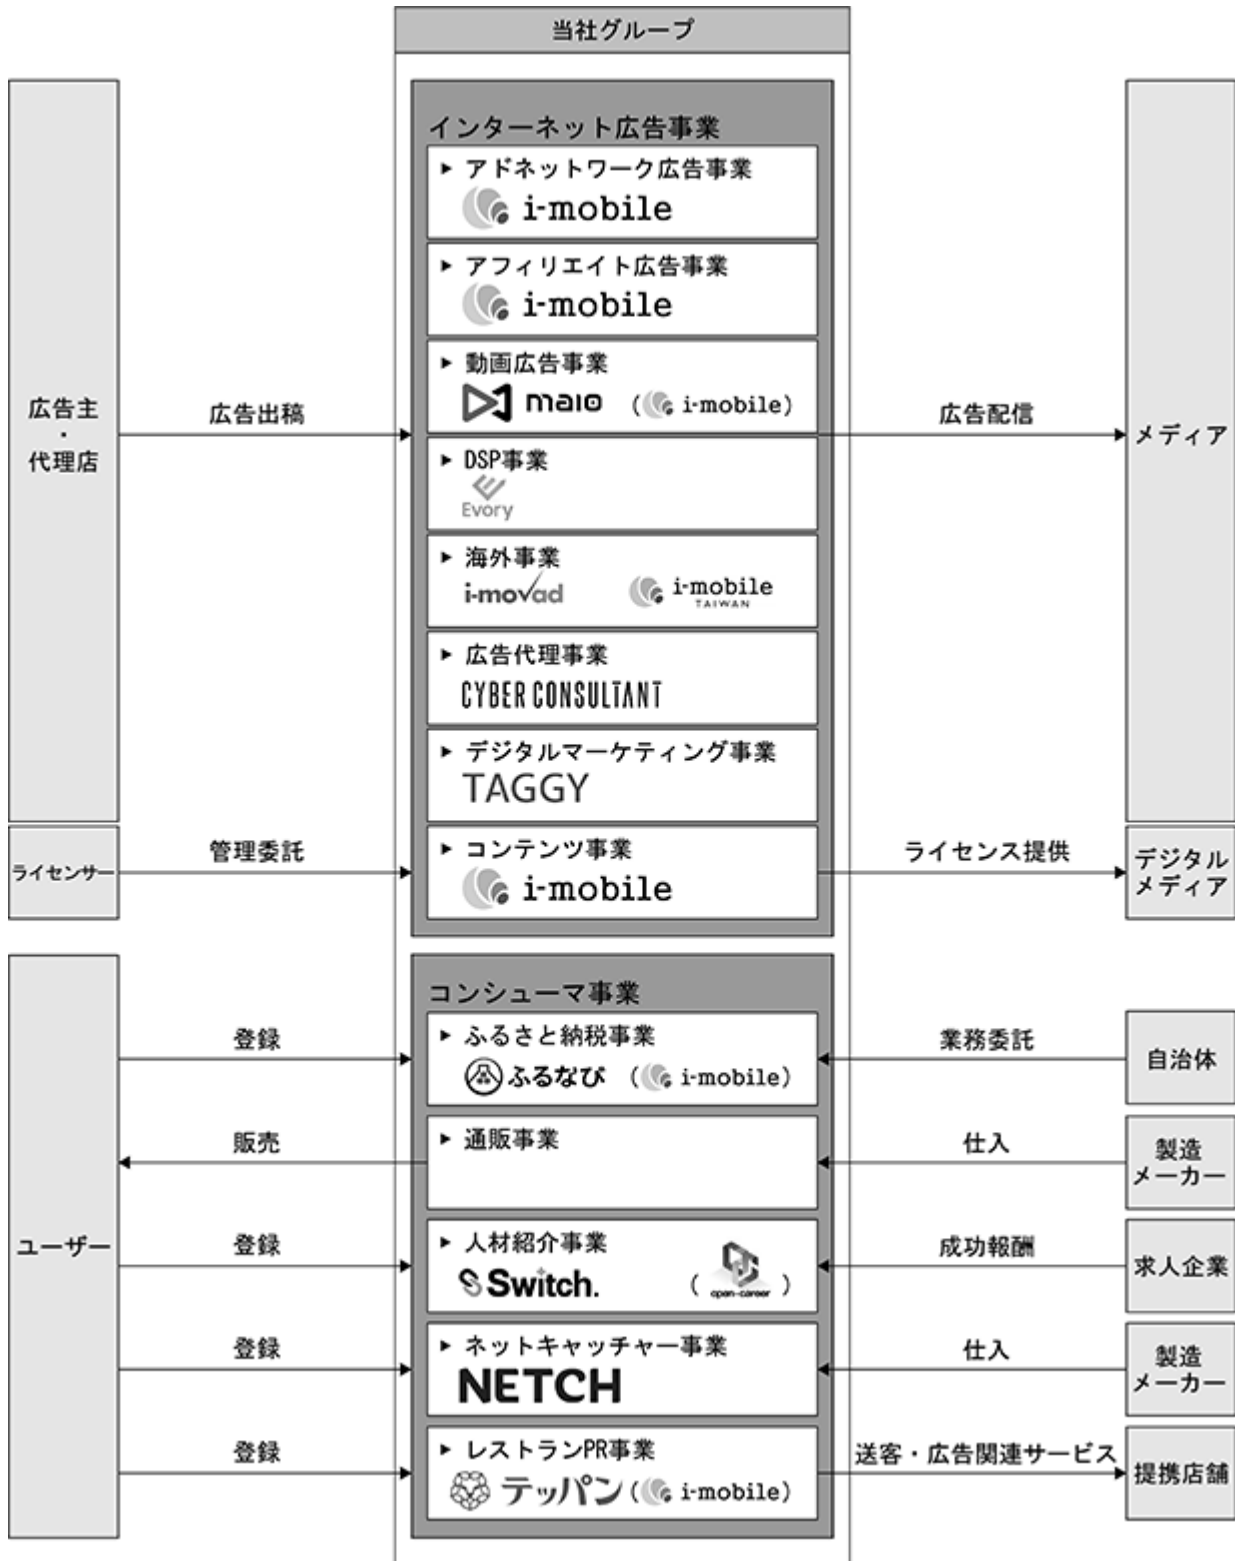 当社グループ
インターネット広告事業
▶ アドネットワーク広告事業
i-mobile
▶ アフィリエイト広告事業
i-mobile
▶ 動画広告事業
maio (i-mobile)
▶ DSP事業
Evory
▶ 海外事業
i-movad i-mobile
TAIWAN
▶ 広告代理事業
CYBER CONSULTANT
▶ デジタルマーケティング事業
TAGGY
▶ コンテンツ事業
i-mobile
広告主
・
代理店
広告出稿
広告配信
メディア
ライセンサー
管理委託
ライセンス提供
デジタル
メディア
コンシューマ事業
▶ ふるさと納税事業
ふるなび (i-mobile)
▶ 通販事業
▶ 人材紹介事業
Switch. (open-career)
▶ ネットキャッチャー事業
NETCH
▶ レストランPR事業
テッパン (i-mobile)
ユーザー
登録
販売
登録
登録
登録
業務委託
自治体
仕入
製造
メーカー
成功報酬
求人企業
仕入
製造
メーカー
送客・広告関連サービス
提携店舗